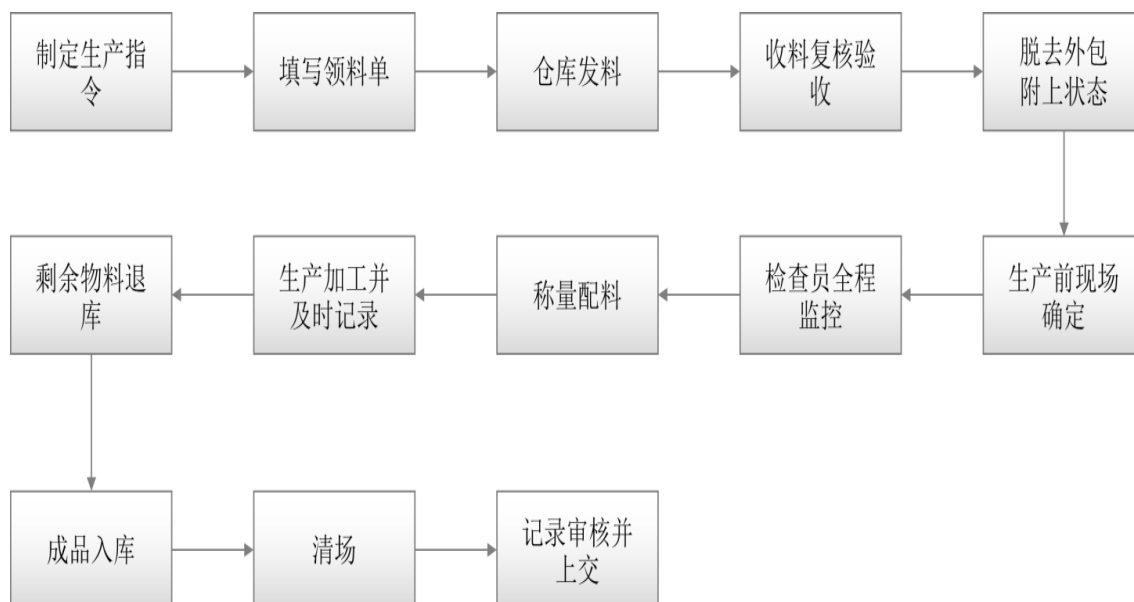 制定生产指
令
填写领料单
仓库发料
收料复核验
收
脱去外包
附上状态
生产前现场
确定
检查员全程
监控
称量配料
生产加工并
及时记录
剩余物料退
库
成品入库
清场
记录审核并
上交